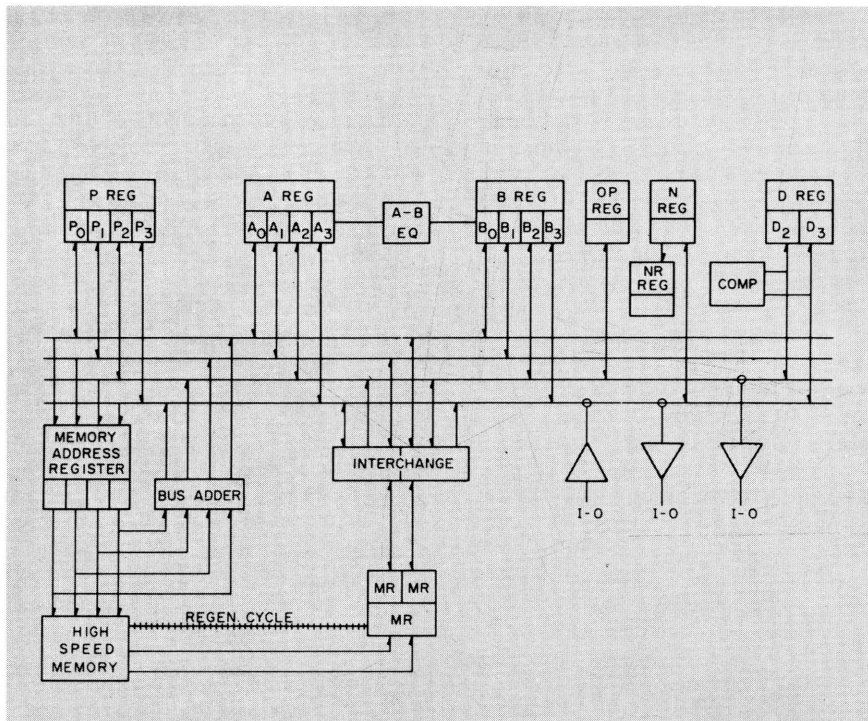 P REG
P0 P1 P2 P3
A REG
A0 A1 A2 A3
A-B
EQ
B REG
B0 B1 B2 B3
OP
REG
N
REG
NR
REG
D REG
D2 D3
COMP
MEMORY
ADDRESS
REGISTER
BUS ADDER
INTERCHANGE
I-O
I-O
I-O
MR MR
MR
REGEN. CYCLE
HIGH
SPEED
MEMORY